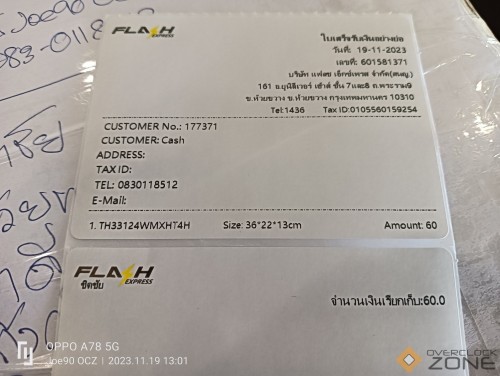 Joe90
083-0118
FLASH
EXPRESS
ใบเสร็จรับเงินอย่างย่อ
วันที่: 19-11-2023
เลขที่: 601581371
บริษัท แฟลช เอ็กซ์เพรส จำกัด(สนญ.)
161 อ.ยูนิลีเวอร์ เฮ้าส์ ชั้น 7และ8 ถ.พระราม9
ข.ห้วยขวาง ข.ห้วยขวาง กรุงเทพมหานคร 10310
Tel:1436 Tax ID:0105560159254
CUSTOMER No.: 177371
CUSTOMER: Cash
ADDRESS:
TAX ID:
TEL: 0830118512
E-Mail:
1. TH33124WMXHT4H Size: 36*22*13cm Amount: 60
FLASH
EXPRESS
ชิดชัย
จำนวนเงินเรียกเก็บ:60.0
OPPO A78 5G
joe90 OCZ | 2023.11.19 13:01
OVERCLOCK
ZONE